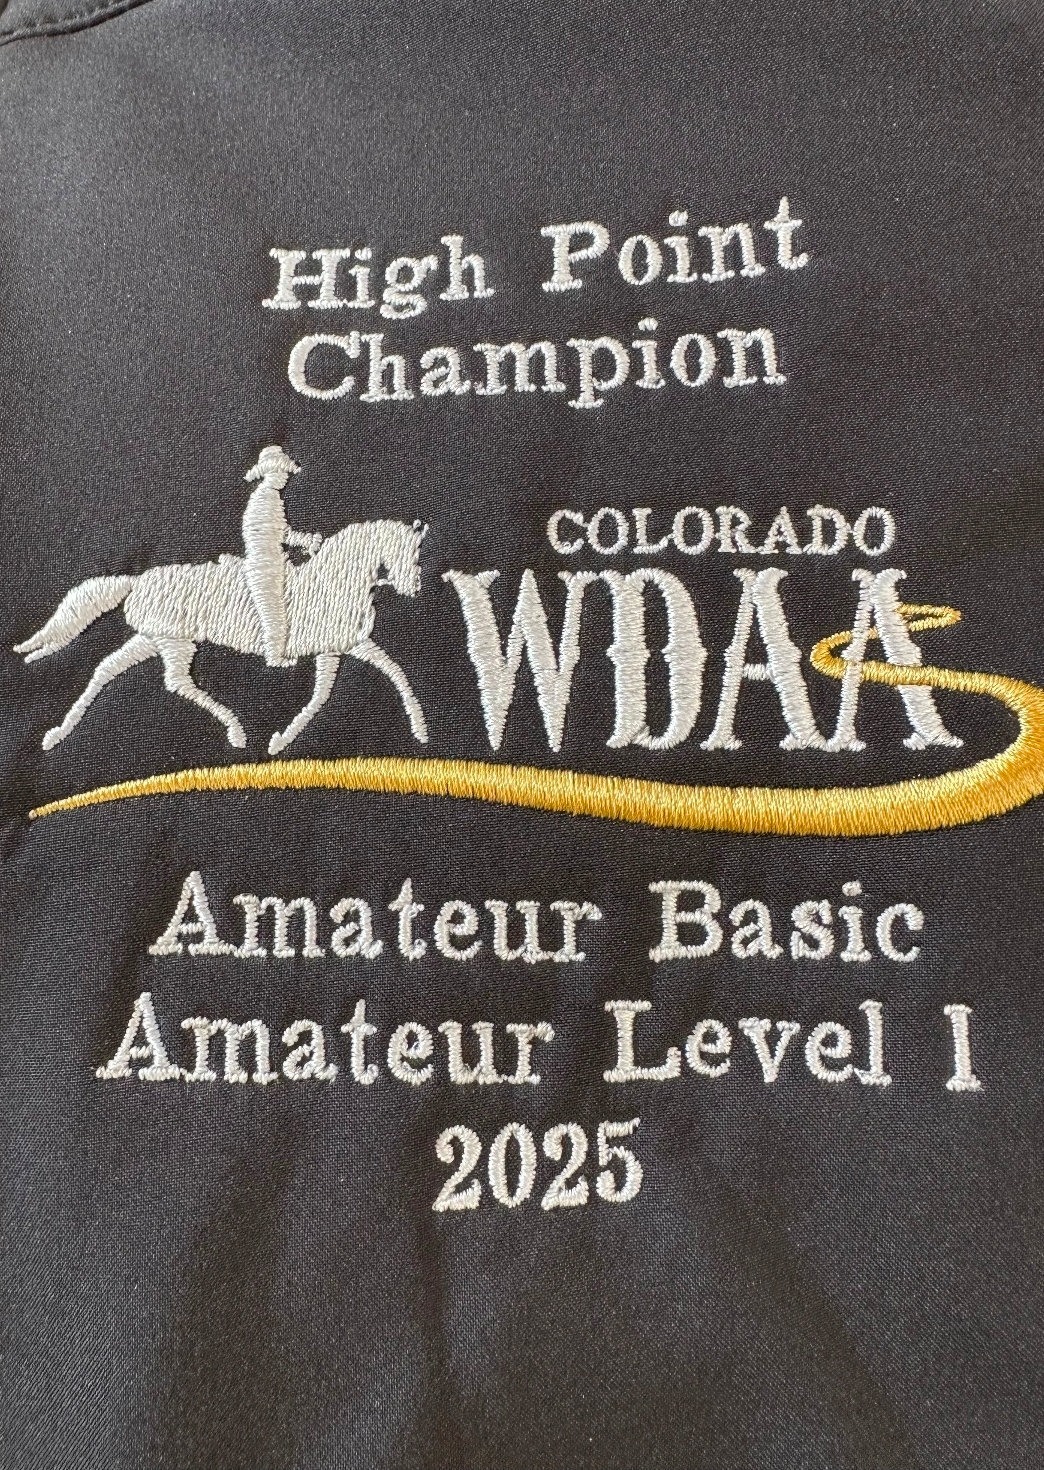 High Point
Champion
COLORADO
WDAA
Amateur Basic
Amateur Level 1
2025